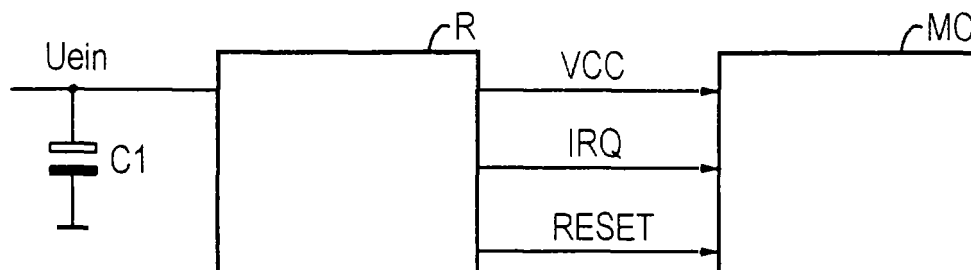 R
MC
Uein
VCC
C1
IRQ
RESET